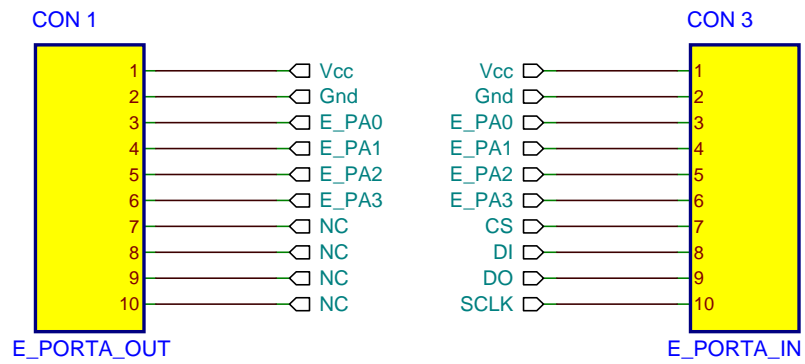 CON 1
CON 3
1 Vcc
2 Gnd
3 E_PA0
4 E_PA1
5 E_PA2
6 E_PA3
7 NC
8 NC
9 NC
10 NC
E_PORTA_OUT
Vcc 1
Gnd 2
E_PA0 3
E_PA1 4
E_PA2 5
E_PA3 6
CS 7
DI 8
DO 9
SCLK 10
E_PORTA_IN